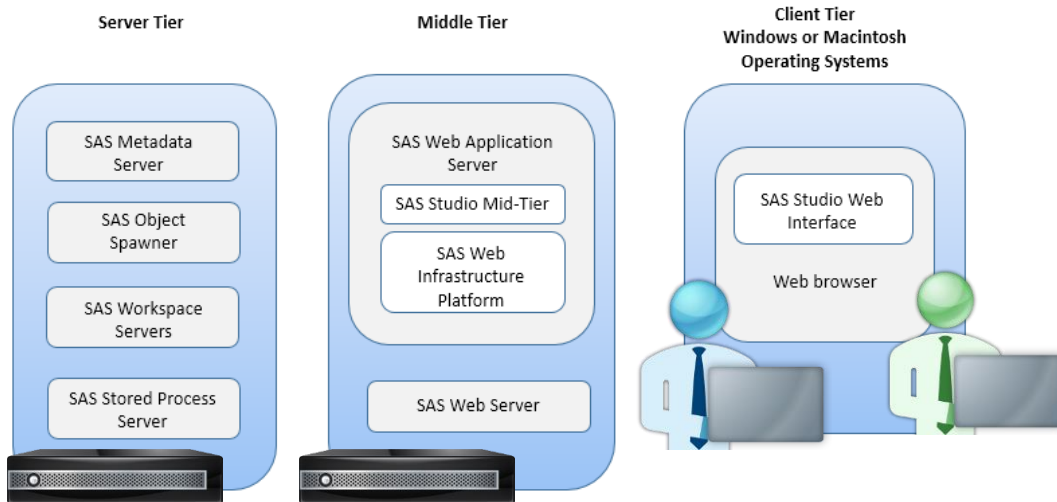 Server Tier
SAS Metadata
Server
SAS Object
Spawner
SAS Workspace
Servers
SAS Stored Process
Server
Middle Tier
SAS Web Application
Server
SAS Studio Mid-Tier
SAS Web
Infrastructure
Platform
SAS Web Server
Client Tier
Windows or Macintosh
Operating Systems
SAS Studio Web
Interface
Web browser